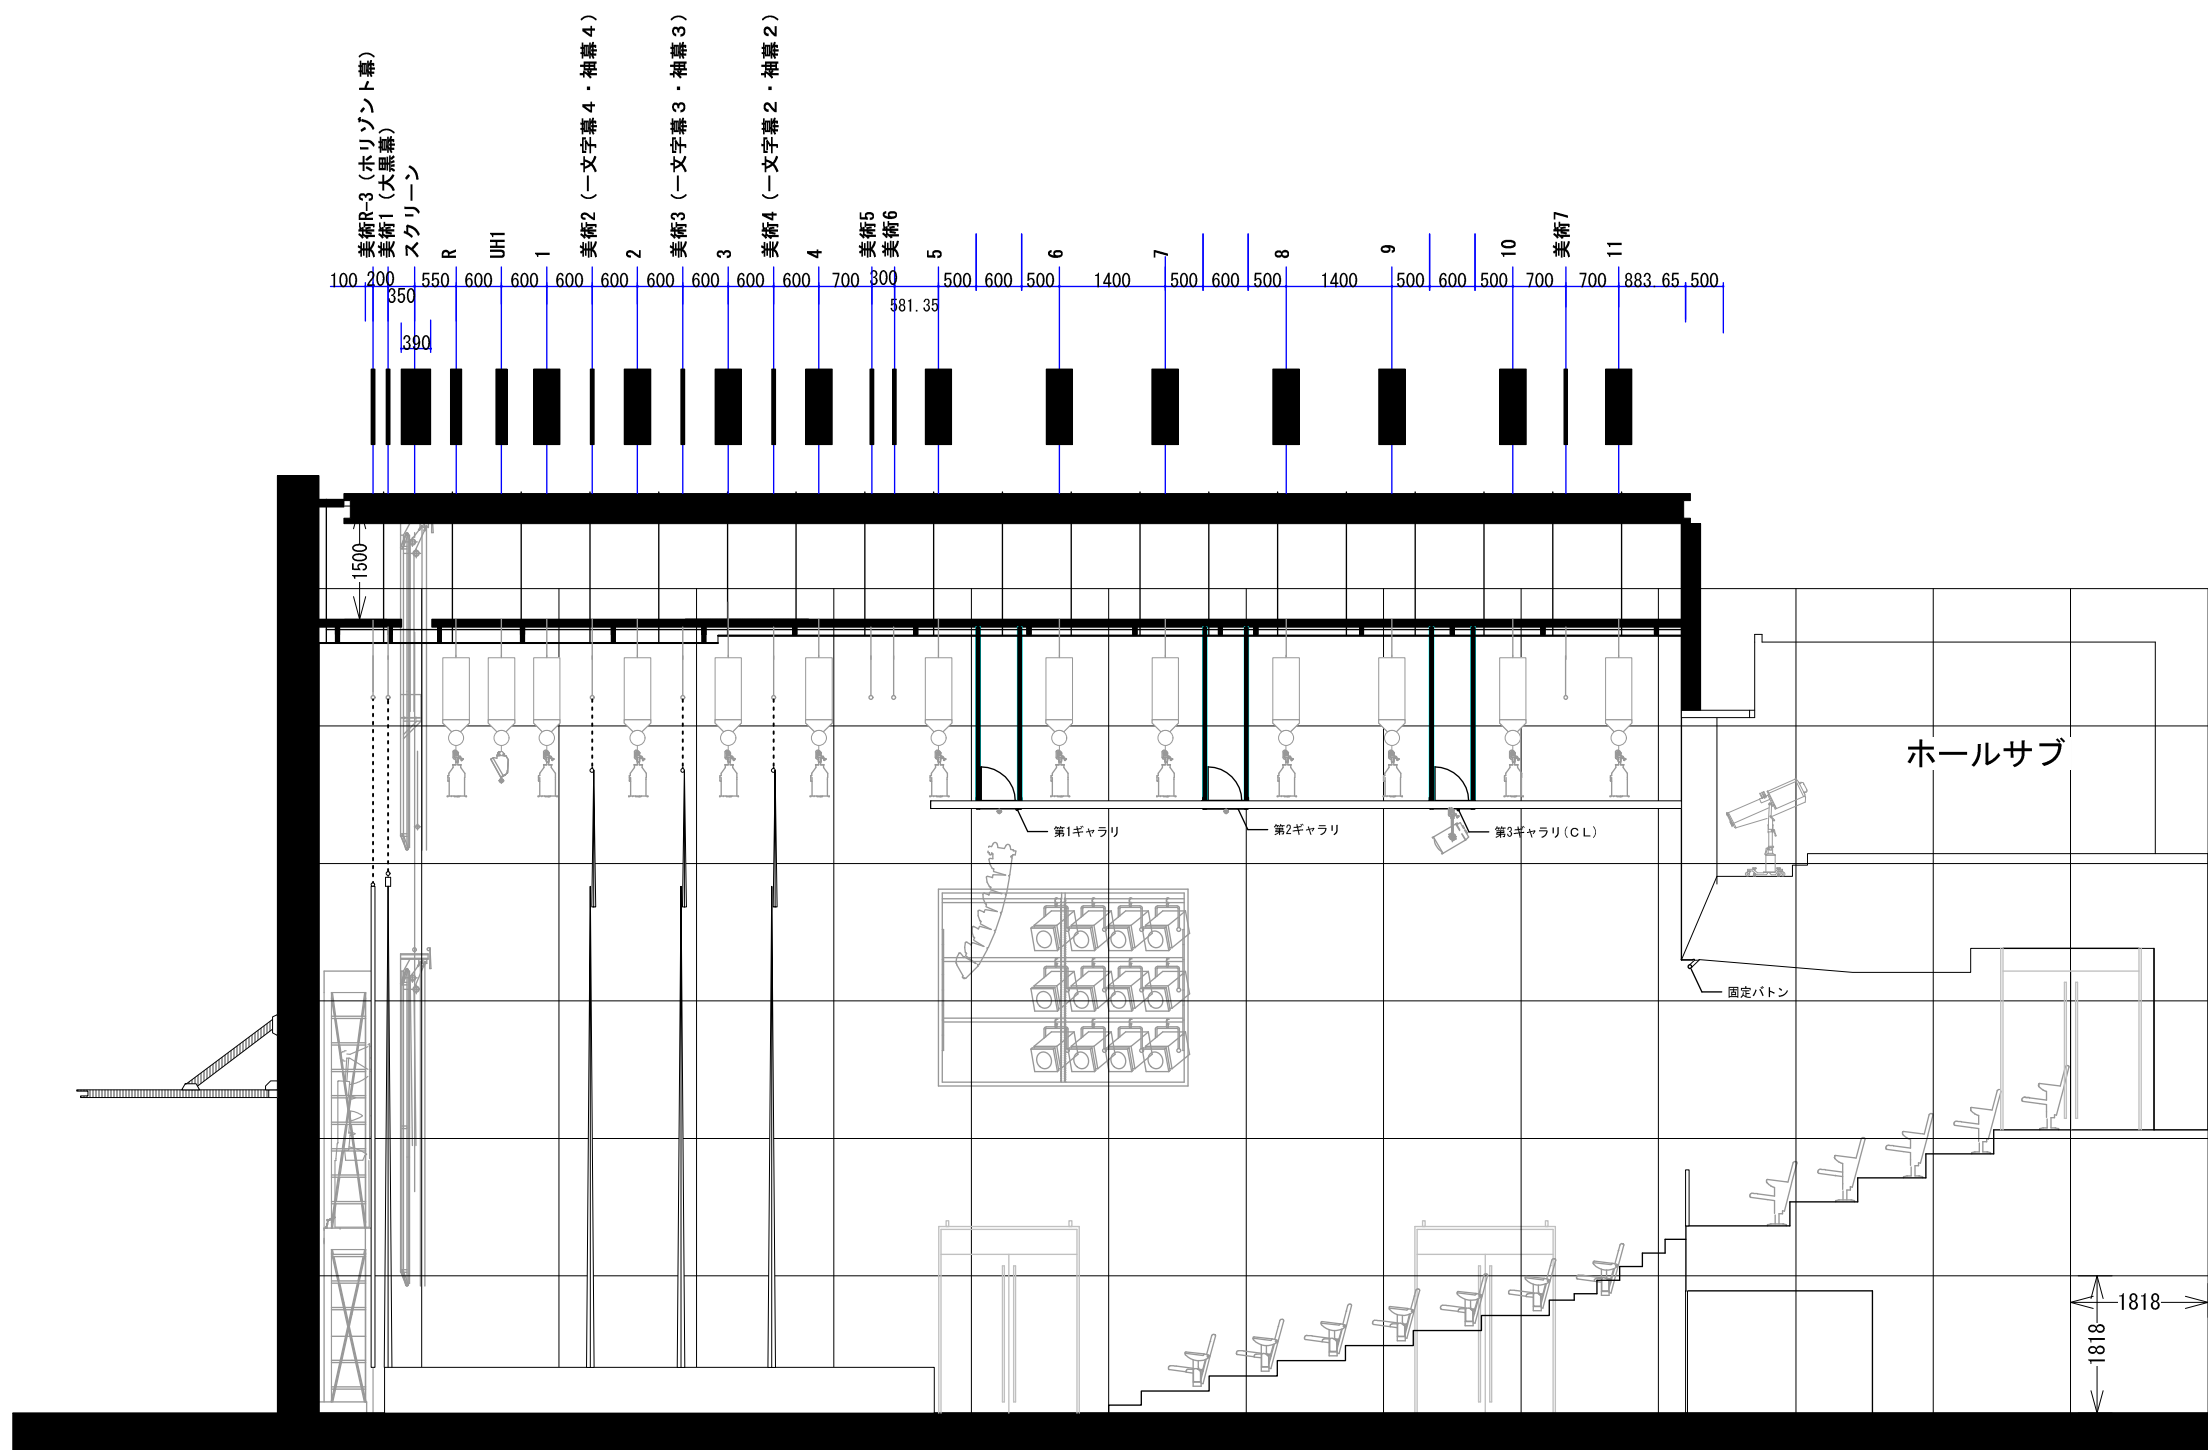 美術R-3（ホリゾント幕）
美術1（大黒幕）
スクリーン
R
UH1
1
美術2（一文字幕４・袖幕４）
2
美術3（一文字幕３・袖幕３）
3
美術4（一文字幕２・袖幕２）
4
美術5
美術6
5
6
7
8
9
10
美術7
11
100
200
350
550
600
600
600
600
600
600
600
600
700
300
581.35
500
600
500
1400
500
600
500
1400
500
600
500
700
700
883.65
500
390
1500
ホールサブ
第1ギャラリ
第2ギャラリ
第3ギャラリ(ＣＬ)
固定バトン
1818
1818